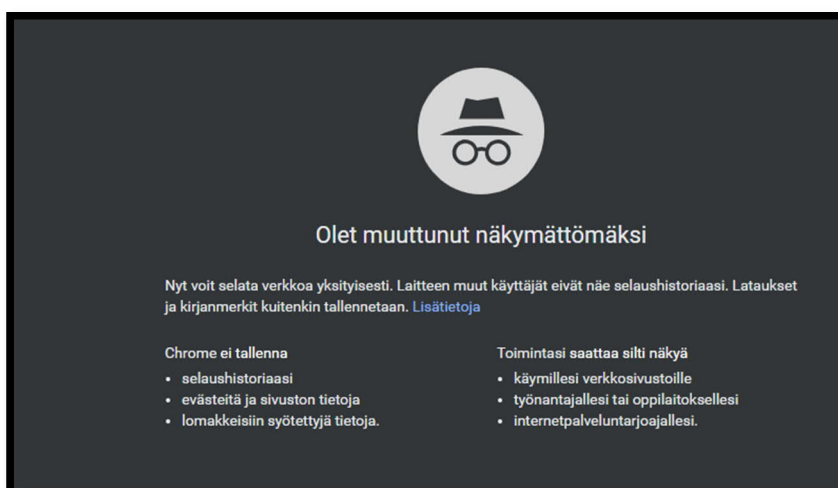 Olet muuttunut näkymättömäksi
Nyt voit selata verkkoa yksityisesti. Laitteen muut käyttäjät eivät näe selaushistoriaasi. Lataukset
ja kirjanmerkit kuitenkin tallennetaan. Lisätietoja
Chrome ei tallenna
• selaushistoriaasi
• evästeitä ja sivuston tietoja
• lomakkeisiin syötettyjä tietoja.
Toimintasi saattaa silti näkyä
• käymillesi verkkosivustoille
• työnantajallesi tai oppilaitoksellesi
• internetpalveluntarjoajallesi.